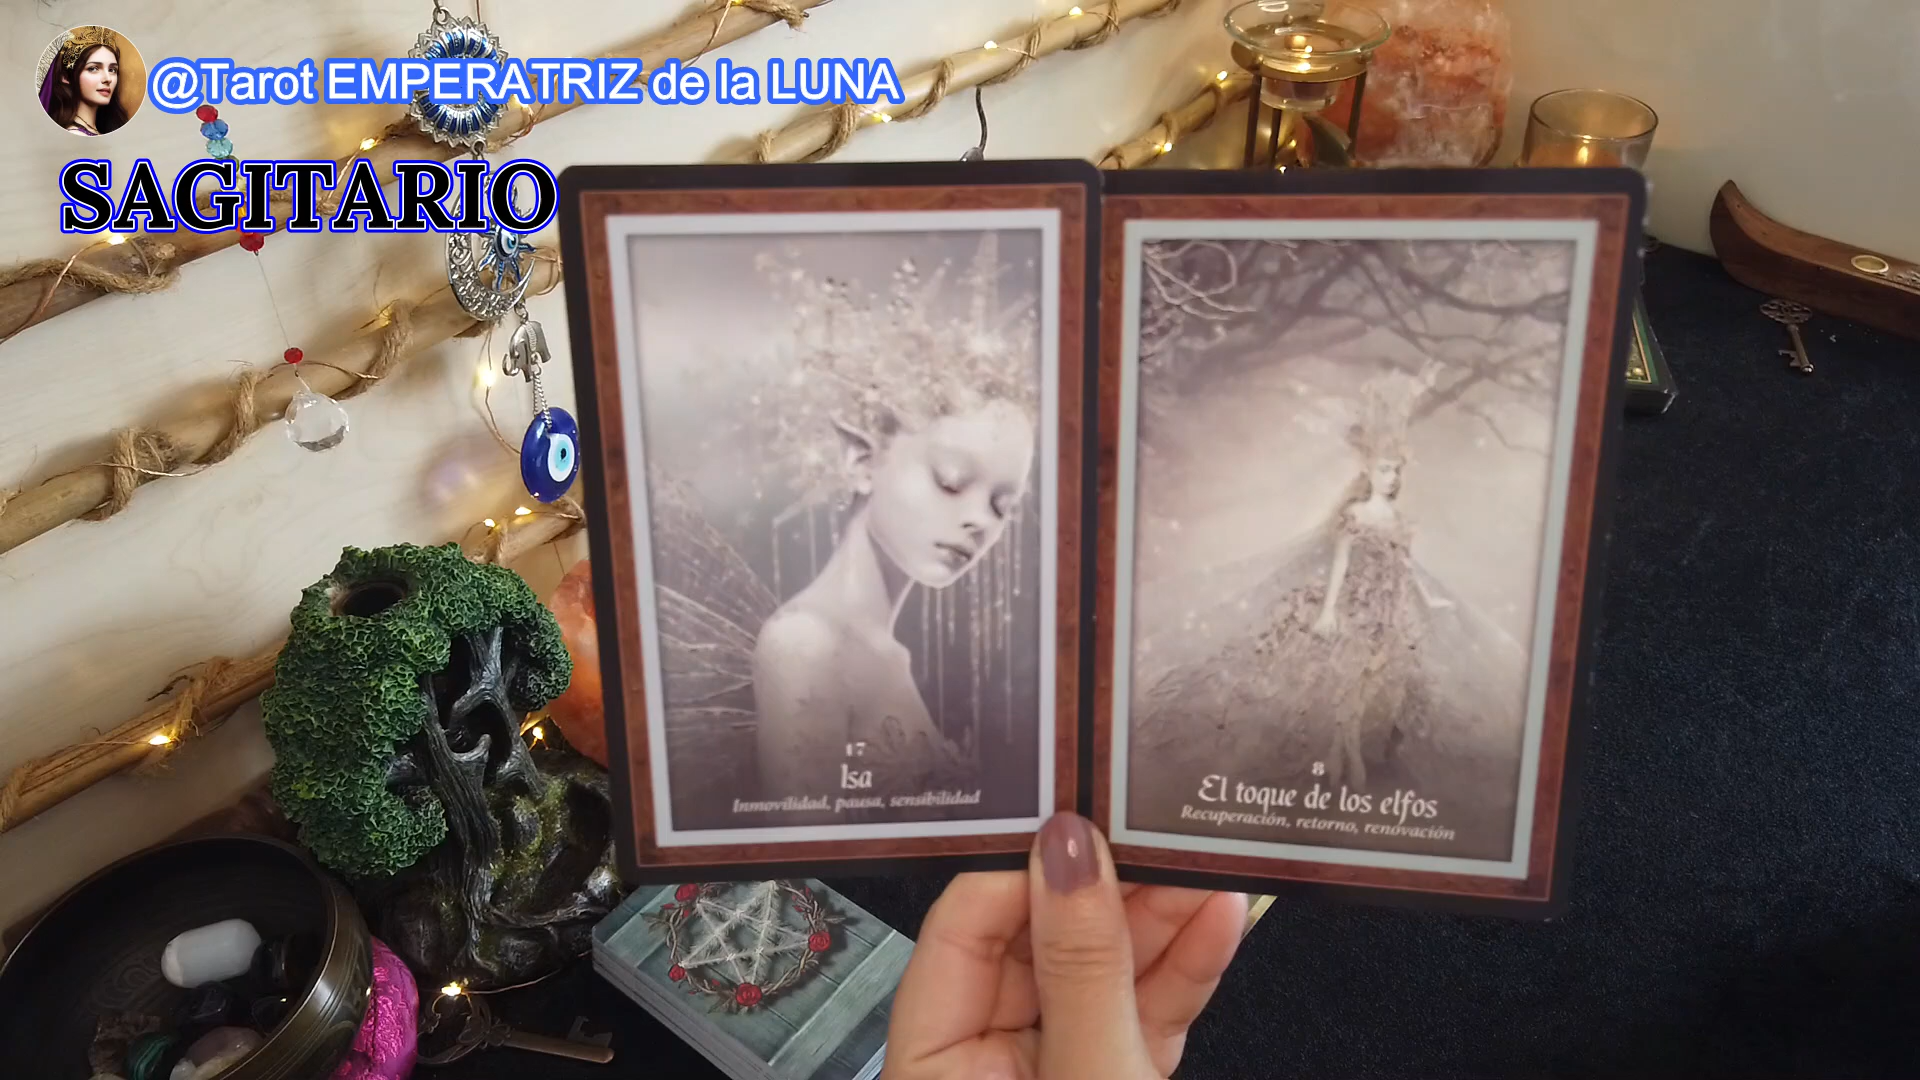 @Tarot EMPERATRIZ de la LUNA
SAGITARIO
17
Isa
Inmovilidad, pausa, sensibilidad
8
El toque de los elfos
Recuperación, retorno, renovación